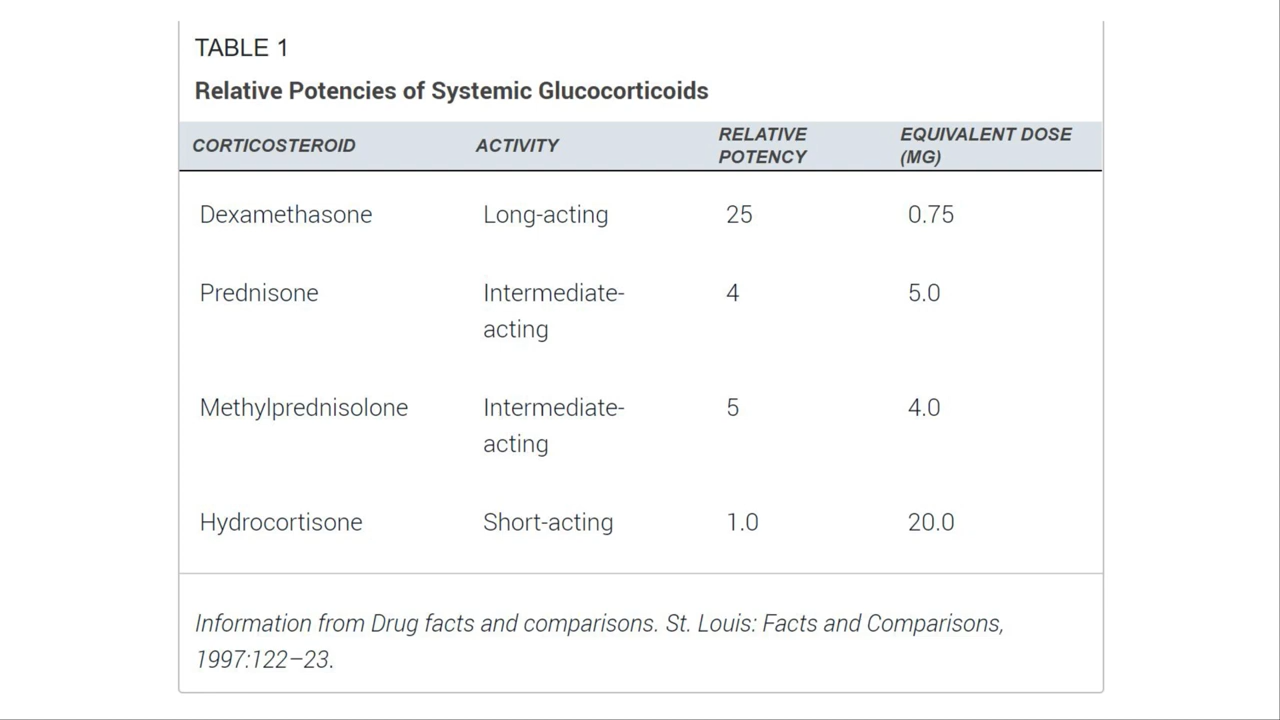 TABLE 1
Relative Potencies of Systemic Glucocorticoids
CORTICOSTEROID ACTIVITY RELATIVE POTENCY EQUIVALENT DOSE (MG)
Dexamethasone Long-acting 25 0.75
Prednisone Intermediate-acting 4 5.0
Methylprednisolone Intermediate-acting 5 4.0
Hydrocortisone Short-acting 1.0 20.0
Information from Drug facts and comparisons. St. Louis: Facts and Comparisons,
1997:122–23.